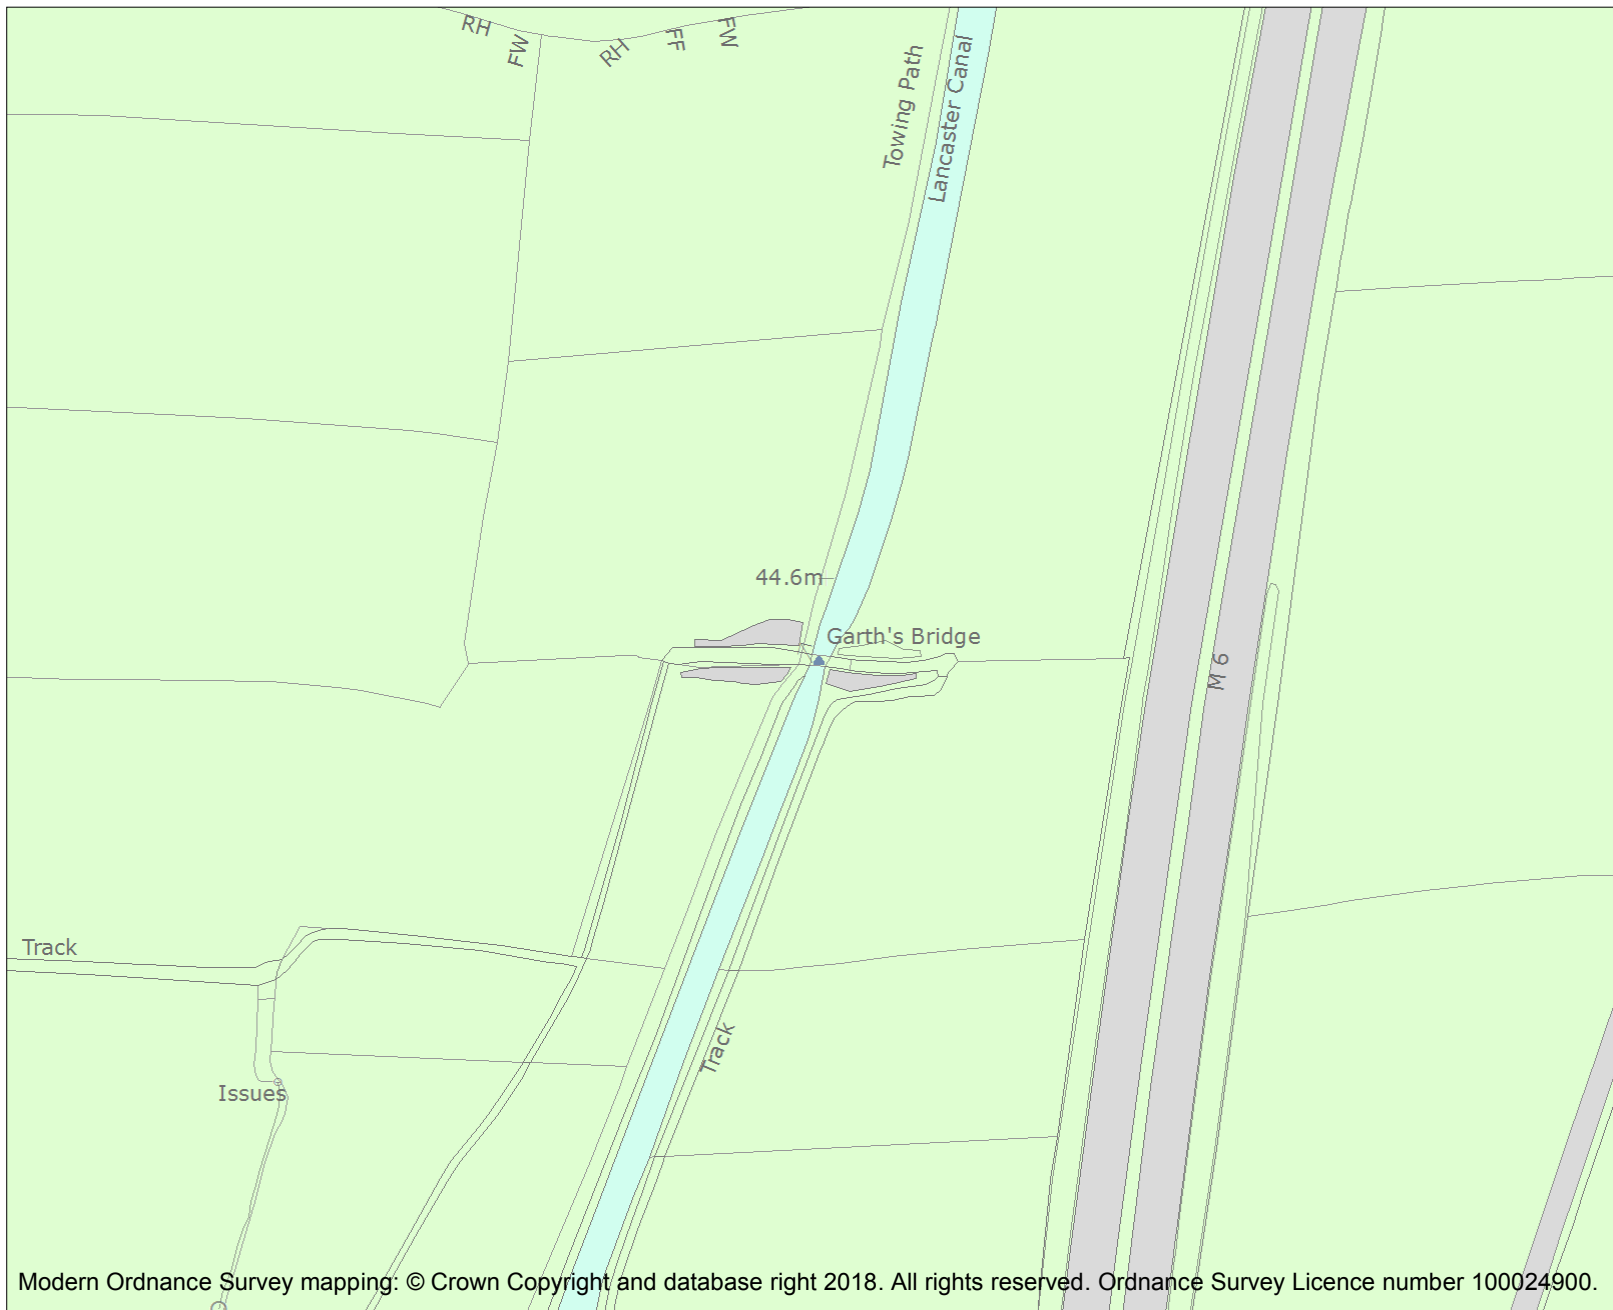 RH
FW
RH
FF
FW
Towing Path
Lancaster Canal
44.6m
Garth's Bridge
M 6
Track
Track
Issues
Modern Ordnance Survey mapping: © Crown Copyright and database right 2018. All rights reserved. Ordnance Survey Licence number 100024900.